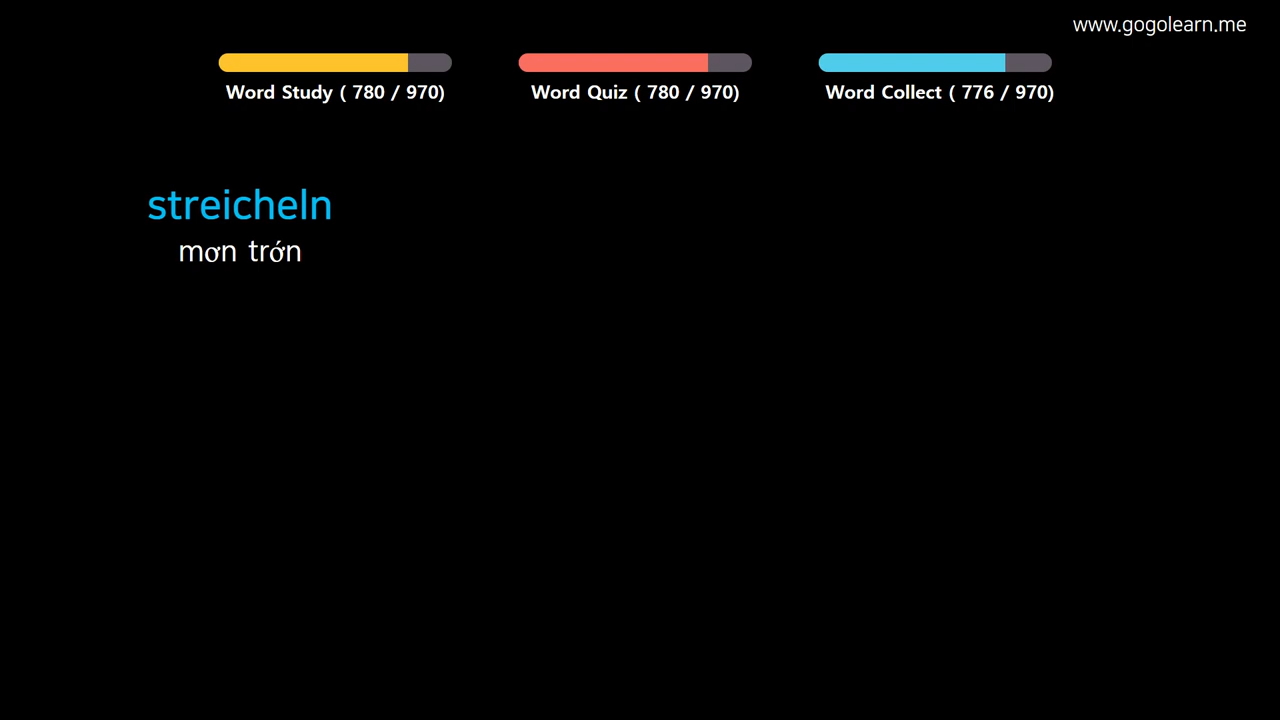 www.gogolearn.me
Word Study ( 780 / 970)
Word Quiz ( 780 / 970)
Word Collect ( 776 / 970)
streicheln
mơn trớn